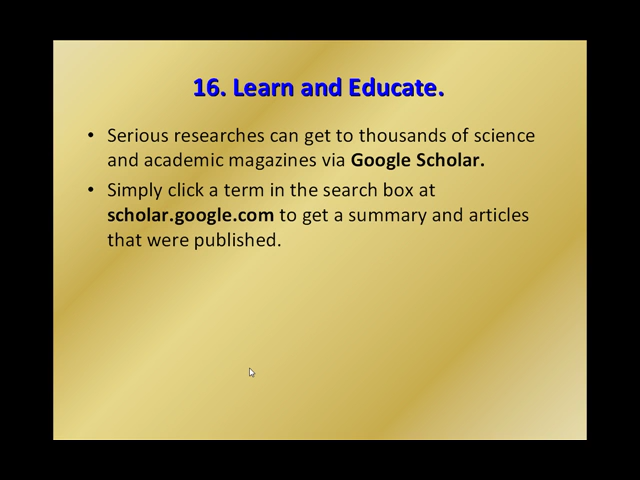 16. Learn and Educate.
• Serious researches can get to thousands of science
and academic magazines via Google Scholar.
• Simply click a term in the search box at
scholar.google.com to get a summary and articles
that were published.